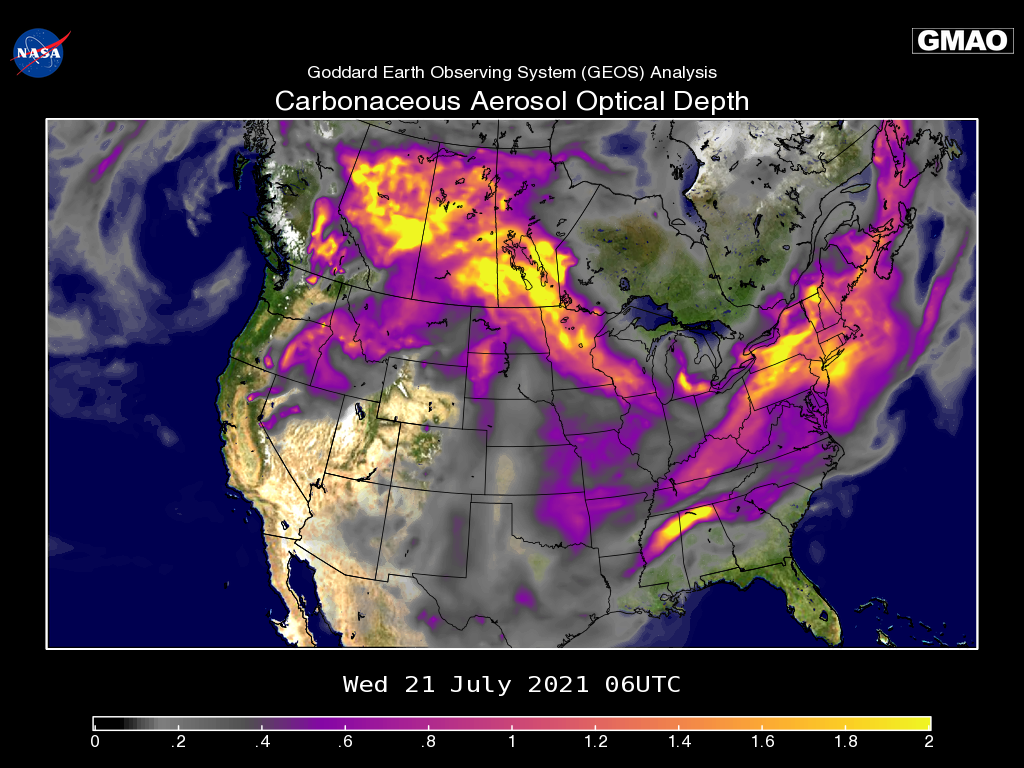 NASA
GMAO
Goddard Earth Observing System (GEOS) Analysis
Carbonaceous Aerosol Optical Depth
Wed 21 July 2021 06UTC
0 .2 .4 .6 .8 1 1.2 1.4 1.6 1.8 2